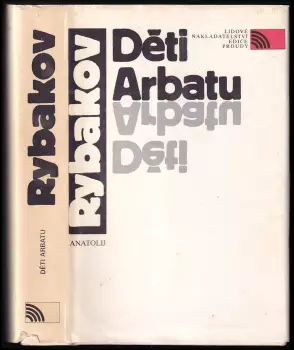 Rybakov
DĚTI ARBATU
Rybakov
ANATOLIJ
Děti
Arbatu
Arbatu
Děti
LIDOVÉ
NAKLADATELSTVÍ
EDICE
PROUDY